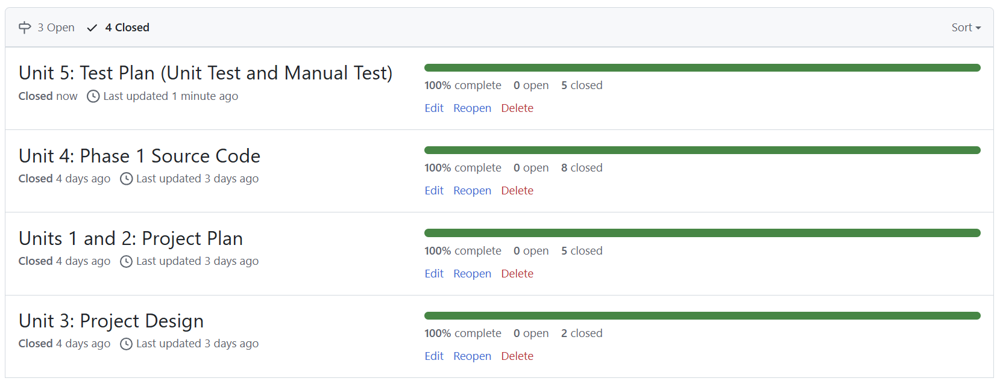 3 Open 4 Closed Sort
Unit 5: Test Plan (Unit Test and Manual Test)
Closed now Last updated 1 minute ago
100% complete 0 open 5 closed
Edit Reopen Delete
Unit 4: Phase 1 Source Code
Closed 4 days ago Last updated 3 days ago
100% complete 0 open 8 closed
Edit Reopen Delete
Units 1 and 2: Project Plan
Closed 4 days ago Last updated 3 days ago
100% complete 0 open 5 closed
Edit Reopen Delete
Unit 3: Project Design
Closed 4 days ago Last updated 3 days ago
100% complete 0 open 2 closed
Edit Reopen Delete